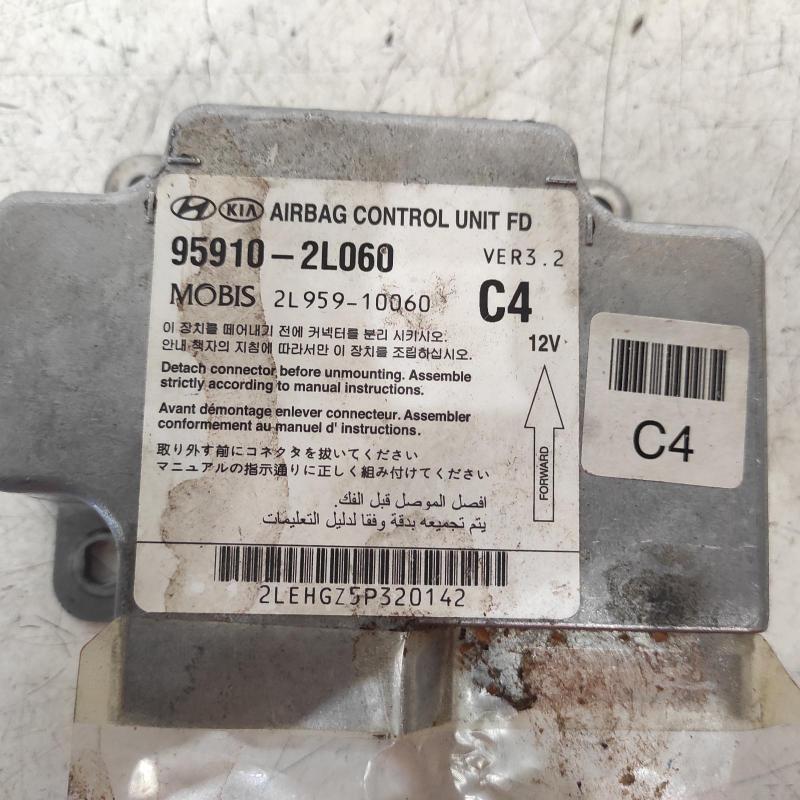 HYUNDAI KIA AIRBAG CONTROL UNIT FD
95910-2L060 VER3.2
MOBIS 2L959-10060 C4
이 장치를 떼어내기 전에 커넥터를 분리 시키시오.
안내 책자의 지침에 따라서만 이 장치를 조립하십시오.
12V
Detach connector before unmounting. Assemble
strictly according to manual instructions.
Avant démontage enlever connecteur. Assembler
conformement au manuel d' instructions.
取り外す前にコネクタを抜いてください
マニュアルの指示通りに正しく組み付けてください
افصل الموصل قبل الفك.
يتم تجميعه بدقة وفقا لدليل التعليمات
FORWARD
2LEHGZ5P320142
C4